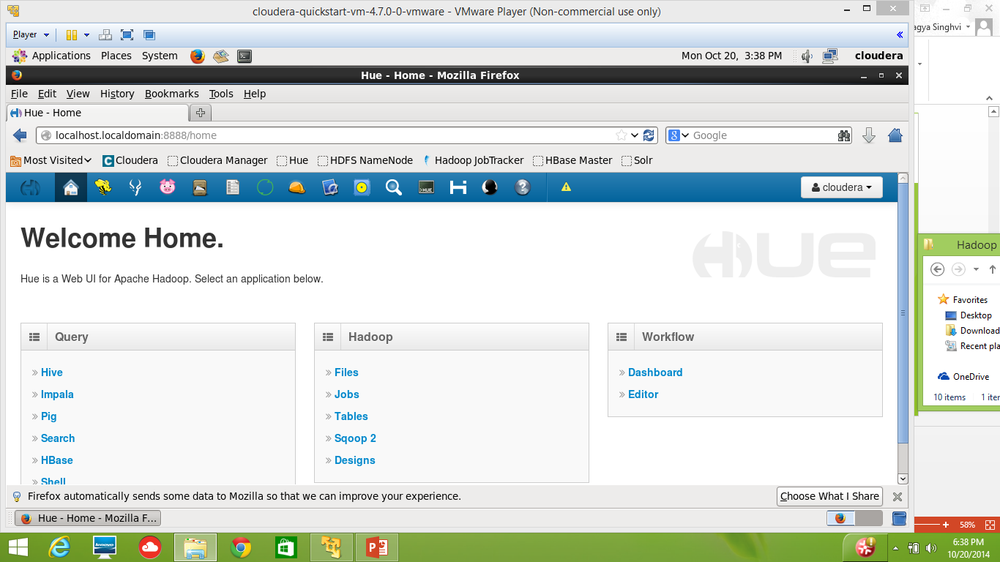 cloudera-quickstart-vm-4.7.0-0-vmware - VMware Player (Non-commercial use only)
agya Singhvi
Player
Applications Places System
Mon Oct 20, 3:38 PM
cloudera
Hue - Home - Mozilla Firefox
File Edit View History Bookmarks Tools Help
Hue - Home
localhost.localdomain:8888/home
Google
Most Visited Cloudera Cloudera Manager Hue HDFS NameNode Hadoop JobTracker HBase Master Solr
>HUE
cloudera
Welcome Home.
HUE
Hue is a Web UI for Apache Hadoop. Select an application below.
Query
Hive
Impala
Pig
Search
HBase
Shell
Hadoop
Files
Jobs
Tables
Sqoop 2
Designs
Workflow
Dashboard
Editor
Hadoop
Favorites
Desktop
Download
Recent pla
OneDrive
10 items 1 iter
Firefox automatically sends some data to Mozilla so that we can improve your experience.
Choose What I Share
Hue - Home - Mozilla F...
58%
lenovo
6:38 PM
10/20/2014